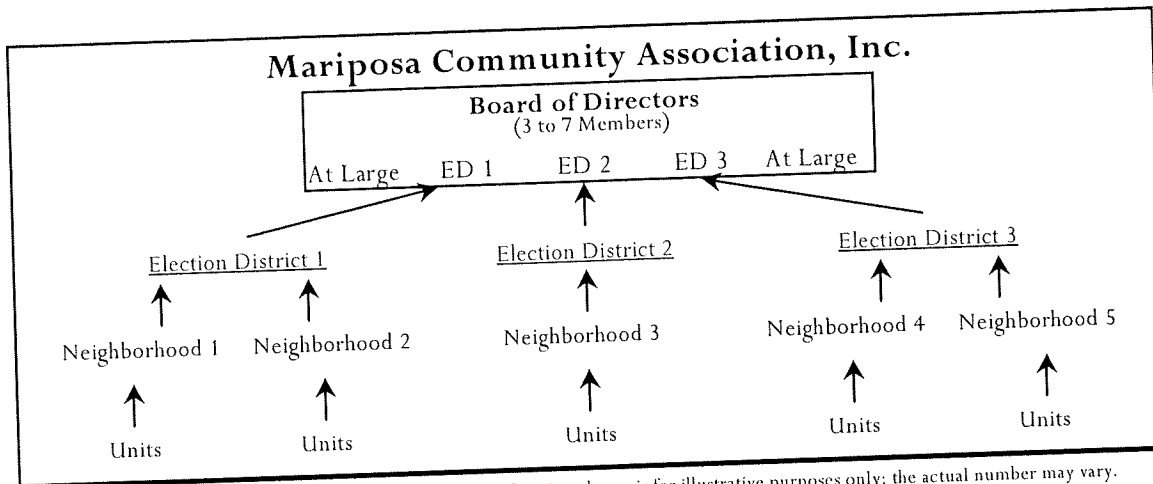 Mariposa Community Association, Inc.
Board of Directors
(3 to 7 Members)
At Large ED 1 ED 2 ED 3 At Large
Election District 1 Election District 2 Election District 3
Neighborhood 1 Neighborhood 2 Neighborhood 3 Neighborhood 4 Neighborhood 5
Units Units Units Units Units
is for illustrative purposes only; the actual number may vary.